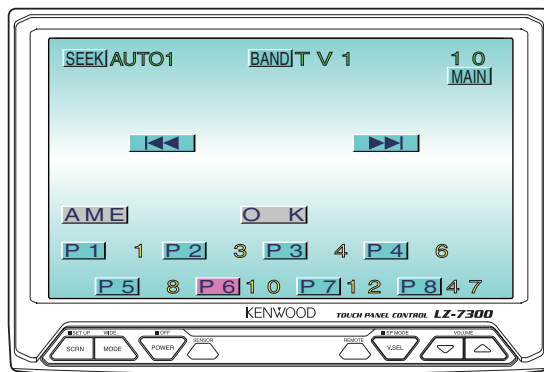 SEEK AUTO1 BAND T V 1 1 0
MAIN
AME O K
P 1 1 P 2 3 P 3 4 P 4 6
P 5 8 P 6 1 0 P 7 1 2 P 8 4 7
KENWOOD TOUCH PANEL CONTROL LZ-7300
■SET UP WIDE ■OFF SENSOR REMOTE ■SP MODE VOLUME
SCRN MODE POWER V.SEL